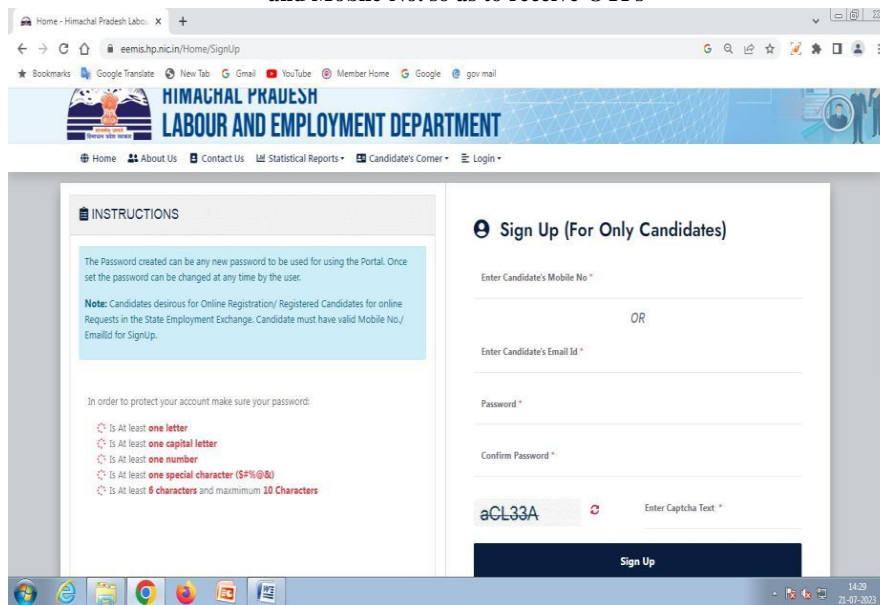 and Mobile No. so as to receive OTPs
Home - Himachal Pradesh Labo
eemis.hp.nic.in/Home/SignUp
Bookmarks Google Translate New Tab Gmail YouTube Member Home Google gov mail
HIMACHAL PRADESH
LABOUR AND EMPLOYMENT DEPARTMENT
Home About Us Contact Us Statistical Reports Candidate's Corner Login
INSTRUCTIONS
The Password created can be any new password to be used for using the Portal. Once
set the password can be changed at any time by the user.
Note: Candidates desirous for Online Registration/ Registered Candidates for online
Requests in the State Employment Exchange. Candidate must have valid Mobile No./
EmailId for SignUp.
In order to protect your account make sure your password:
Is At least one letter
Is At least one capital letter
Is At least one number
Is At least one special character ($#%@&)
Is At least 6 characters and maxmimum 10 Characters
Sign Up (For Only Candidates)
Enter Candidate's Mobile No *
OR
Enter Candidate's Email Id *
Password *
Confirm Password *
aCL33A
Enter Captcha Text *
Sign Up
14:29
21-07-2023